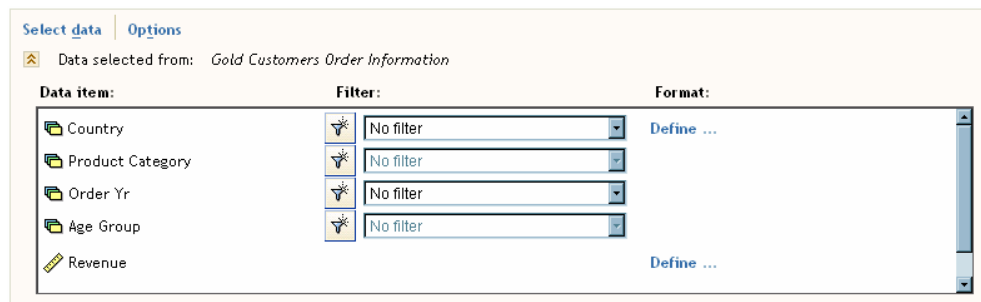 Select data Options
Data selected from: Gold Customers Order Information
Data item: Filter: Format:
Country No filter Define ...
Product Category No filter
Order Yr No filter
Age Group No filter
Revenue Define ...